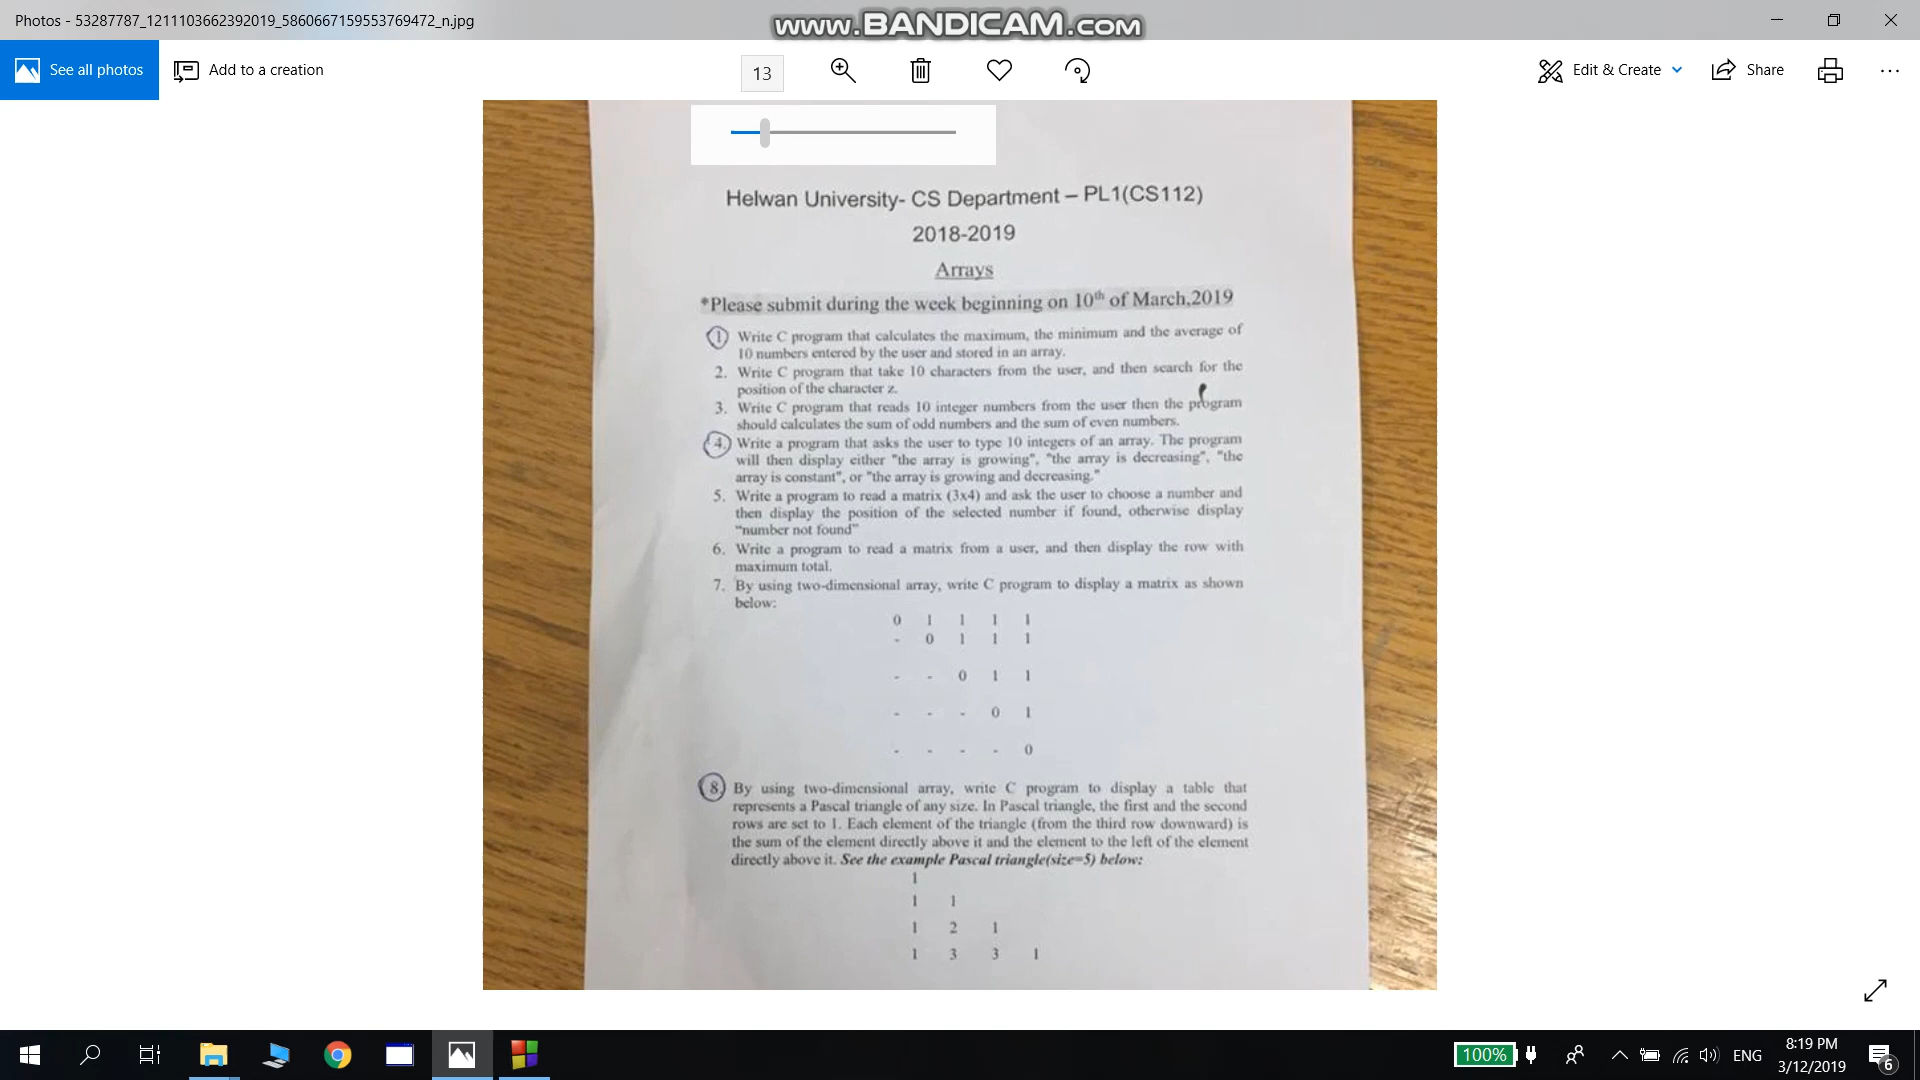 Photos - 53287787_1211103662392019_5860667159553769472_n.jpg
www.BANDICAM.com
See all photos
Add to a creation
13
Edit & Create
Share
Helwan University- CS Department – PL1(CS112)
2018-2019
Arrays
*Please submit during the week beginning on 10th of March,2019
1 Write C program that calculates the maximum, the minimum and the average of
10 numbers entered by the user and stored in an array.
2. Write C program that take 10 characters from the user, and then search for the
position of the character z.
3. Write C program that reads 10 integer numbers from the user then the program
should calculates the sum of odd numbers and the sum of even numbers.
4. Write a program that asks the user to type 10 integers of an array. The program
will then display either "the array is growing", "the array is decreasing", "the
array is constant", or "the array is growing and decreasing."
5. Write a program to read a matrix (3x4) and ask the user to choose a number and
then display the position of the selected number if found, otherwise display
"number not found"
6. Write a program to read a matrix from a user, and then display the row with
maximum total.
7. By using two-dimensional array, write C program to display a matrix as shown
below:
0 1 1 1 1
- 0 1 1 1
- - 0 1 1
- - - 0 1
- - - - 0
8. By using two-dimensional array, write C program to display a table that
represents a Pascal triangle of any size. In Pascal triangle, the first and the second
rows are set to 1. Each element of the triangle (from the third row downward) is
the sum of the element directly above it and the element to the left of the element
directly above it. See the example Pascal triangle(size=5) below:
1
1 1
1 2 1
1 3 3 1
100%
ENG
8:19 PM
3/12/2019
6